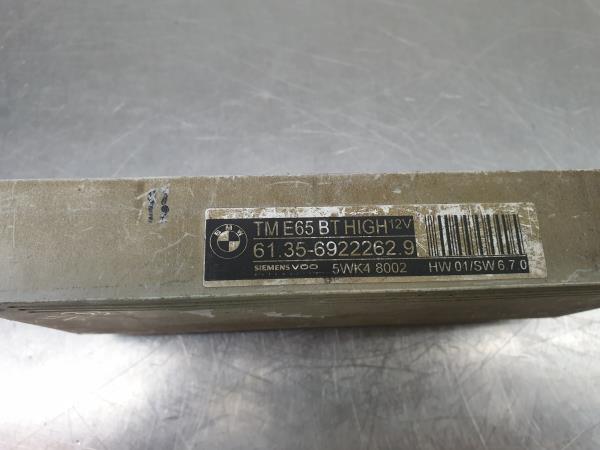 BMW
TM E65 BT HIGH 12V
61.35-6922262.9
SIEMENS VDO 5WK4 8002 HW 01/SW 6.7 0